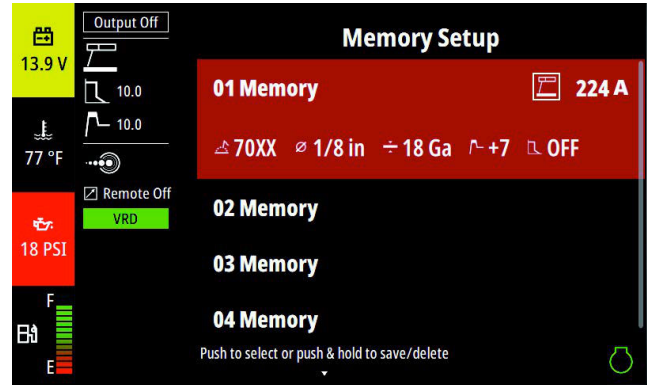 13.9 V
77 °F
18 PSI
F
E
Output Off
10.0
10.0
Remote Off
VRD
Memory Setup
01 Memory 224 A
70XX ⌀ 1/8 in ÷ 18 Ga +7 OFF
02 Memory
03 Memory
04 Memory
Push to select or push & hold to save/delete